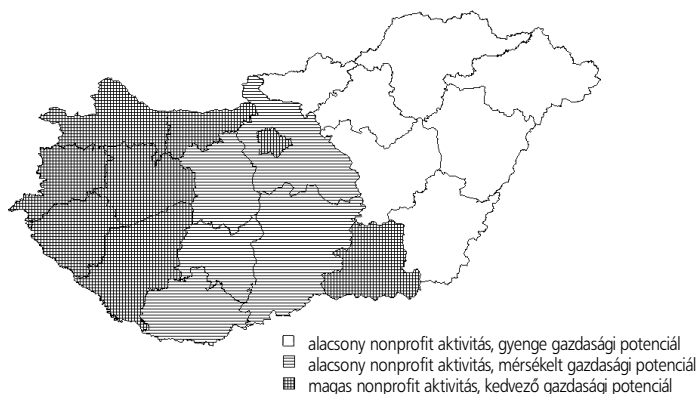 alacsony nonprofit aktivitás, gyenge gazdasági potenciál
alacsony nonprofit aktivitás, mérsékelt gazdasági potenciál
magas nonprofit aktivitás, kedvező gazdasági potenciál